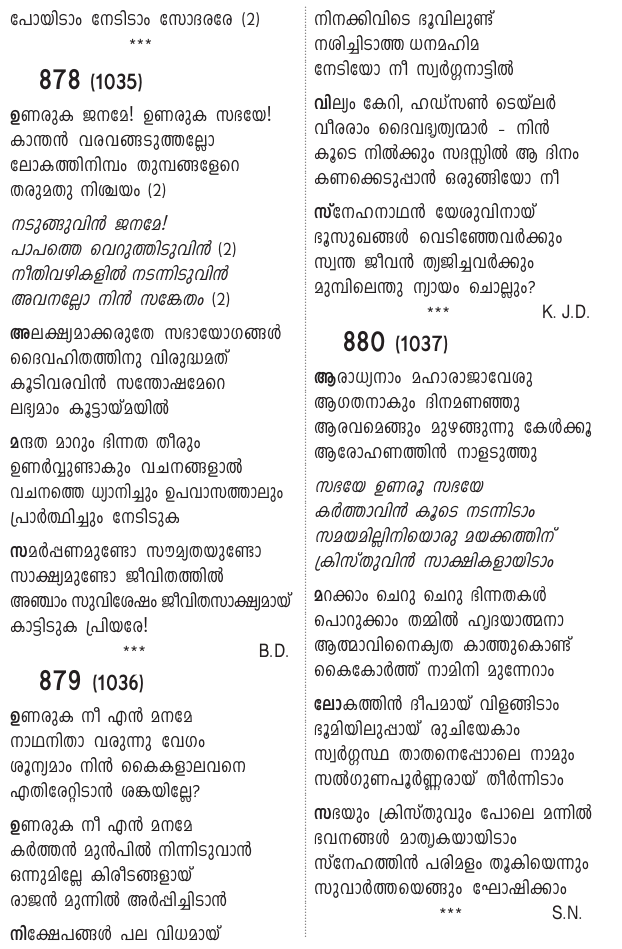 പോയിടാം നേടിടാം സോദരരേ (2)
***
878 (1035)
ഉണരുക ജനമേ! ഉണരുക സഭയേ!
കാന്തൻ വരവങ്ങടുത്തല്ലോ
ലോകത്തിനിമ്പം തുമ്പങ്ങളേറെ
തരുമതു നിശ്ചയം (2)
നടുങ്ങുവിൻ ജനമേ!
പാപത്തെ വെറുത്തിടുവിൻ (2)
നീതിവഴികളിൽ നടന്നിടുവിൻ
അവനല്ലോ നിൻ സങ്കേതം (2)
അലക്ഷ്യമാക്കരുതേ സഭായോഗങ്ങൾ
ദൈവഹിതത്തിനു വിരുദ്ധമത്
കൂടിവരവിൻ സന്തോഷമേറെ
ലഭ്യമാം കൂട്ടായ്മയിൽ
മന്ദത മാറും ഭിന്നത തീരും
ഉണർവ്വുണ്ടാകും വചനങ്ങളാൽ
വചനത്തെ ധ്യാനിച്ചും ഉപവാസത്താലും
പ്രാർത്ഥിച്ചും നേടിടുക
സമർപ്പണമുണ്ടോ സൗമ്യതയുണ്ടോ
സാക്ഷ്യമുണ്ടോ ജീവിതത്തിൽ
അഞ്ചാം സുവിശേഷം ജീവിതസാക്ഷ്യമായ്
കാട്ടിടുക പ്രിയരേ!
*** B.D.
879 (1036)
ഉണരുക നീ എൻ മനമേ
നാഥനിതാ വരുന്നു വേഗം
ശൂന്യമാം നിൻ കൈകളാലവനെ
എതിരേറ്റിടാൻ ശങ്കയില്ലേ?
ഉണരുക നീ എൻ മനമേ
കർത്തൻ മുൻപിൽ നിന്നിടുവാൻ
ഒന്നുമില്ലേ കിരീടങ്ങളായ്
രാജൻ മുന്നിൽ അർപ്പിച്ചിടാൻ
നിക്ഷേപങ്ങൾ പല വിധമായ്
നിനക്കിവിടെ ഭൂവിലുണ്ട്
നശിച്ചിടാത്ത ധനമഹിമ
നേടിയോ നീ സ്വർഗ്ഗനാട്ടിൽ
വില്യം കേറി, ഹഡ്സൺ ടെയ്ലർ
വീരരാം ദൈവഭൃത്യന്മാർ - നിൻ
കൂടെ നിൽക്കും സദസ്സിൽ ആ ദിനം
കണക്കെടുപ്പാൻ ഒരുങ്ങിയോ നീ
സ്നേഹനാഥൻ യേശുവിനായ്
ഭൂസുഖങ്ങൾ വെടിഞ്ഞേവർക്കും
സ്വന്ത ജീവൻ ത്യജിച്ചവർക്കും
മുമ്പിലെന്തു ന്യായം ചൊല്ലും?
*** K. J.D.
880 (1037)
ആരാധ്യനാം മഹാരാജാവേശു
ആഗതനാകും ദിനമണഞ്ഞു
ആരവമെങ്ങും മുഴങ്ങുന്നു കേൾക്കൂ
ആരോഹണത്തിൻ നാളടുത്തു
സഭയേ ഉണരൂ സഭയേ
കർത്താവിൻ കൂടെ നടന്നിടാം
സമയമില്ലിനിയൊരു മയക്കത്തിന്
ക്രിസ്തുവിൻ സാക്ഷികളായിടാം
മറക്കാം ചെറു ചെറു ഭിന്നതകൾ
പൊറുക്കാം തമ്മിൽ ഹൃദയാത്മനാ
ആത്മാവിനൈക്യത കാത്തുകൊണ്ട്
കൈകോർത്ത് നാമിനി മുന്നേറാം
ലോകത്തിൻ ദീപമായ് വിളങ്ങിടാം
ഭൂമിയിലുപ്പായ് രുചിയേകാം
സ്വർഗ്ഗസ്ഥ താതനെപ്പോാലെ നാമും
സൽഗുണപൂർണ്ണരായ് തീർന്നിടാം
സഭയും ക്രിസ്തുവും പോലെ മന്നിൽ
ഭവനങ്ങൾ മാതൃകയായിടാം
സ്നേഹത്തിൻ പരിമളം തൂകിയെന്നും
സുവാർത്തയെങ്ങും ഘോഷിക്കാം
*** S.N.